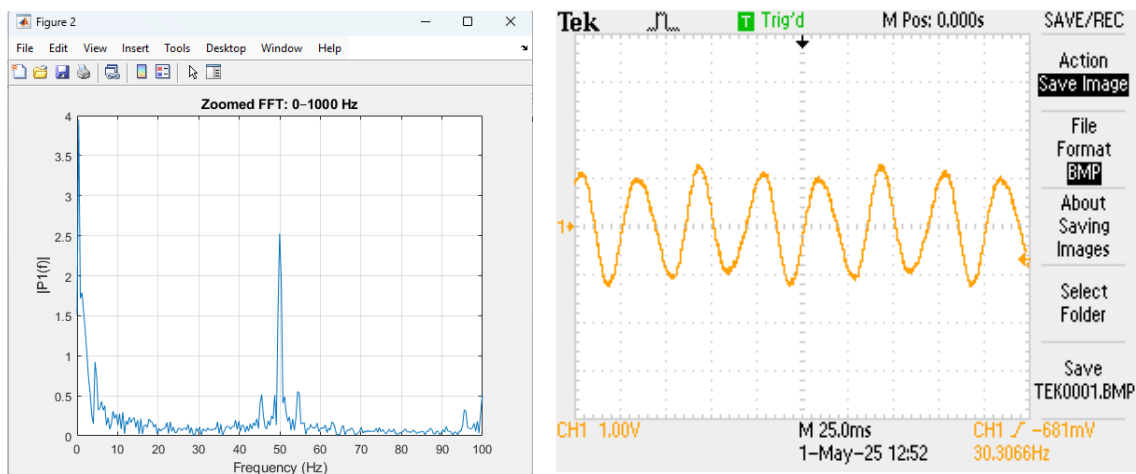 Figure 2
File Edit View Insert Tools Desktop Window Help
Zoomed FFT: 0–1000 Hz
|P1(f)|
4
3.5
3
2.5
2
1.5
1
0.5
0
0 10 20 30 40 50 60 70 80 90 100
Frequency (Hz)
Tek Trig'd M Pos: 0.000s SAVE/REC
T
Action
Save Image
File
Format
BMP
About
Saving
Images
Select
Folder
Save
TEK0001.BMP
1
CH1 1.00V M 25.0ms CH1 -681mV
1-May-25 12:52 30.3066Hz